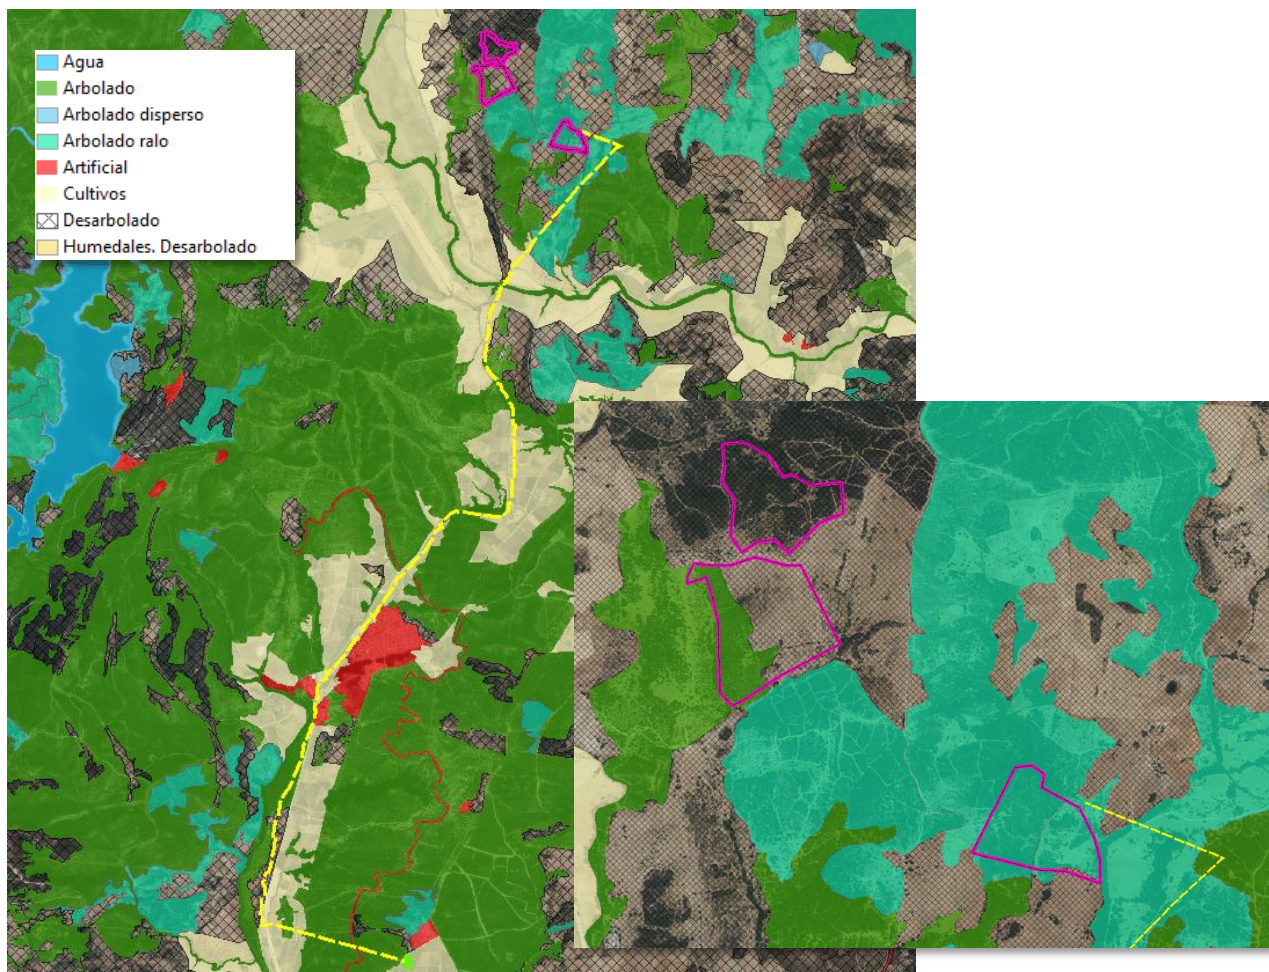 Agua
Arbolado
Arbolado disperso
Arbolado ralo
Artificial
Cultivos
Desarbolado
Humedales. Desarbolado